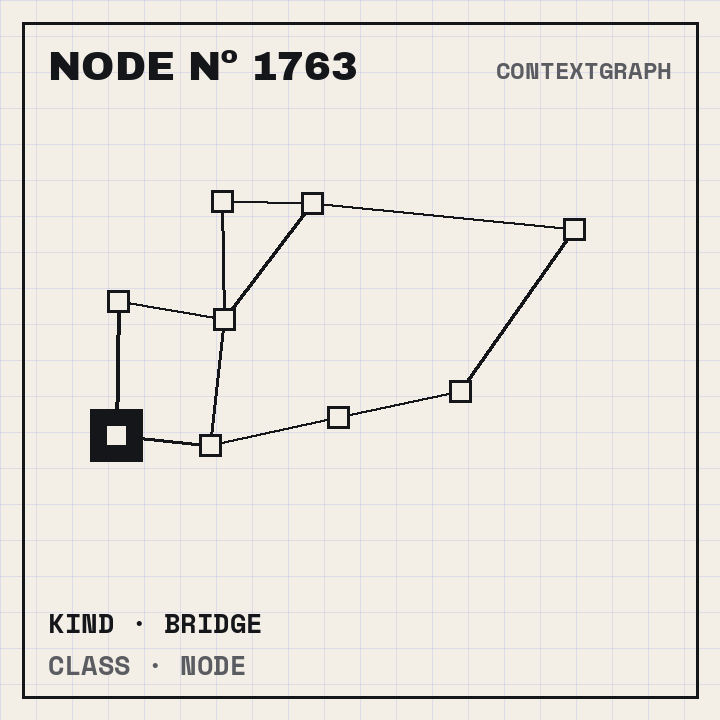 NODE Nº 1763
CONTEXTGRAPH
KIND · BRIDGE
CLASS · NODE